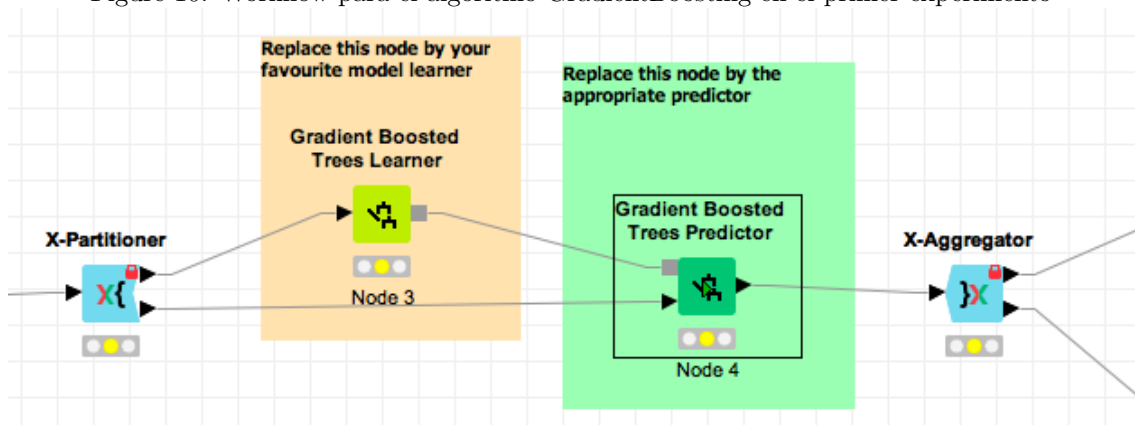 Replace this node by your
favourite model learner
Replace this node by the
appropriate predictor
Gradient Boosted
Trees Learner
Gradient Boosted
Trees Predictor
X-Partitioner
X-Aggregator
Node 3
Node 4